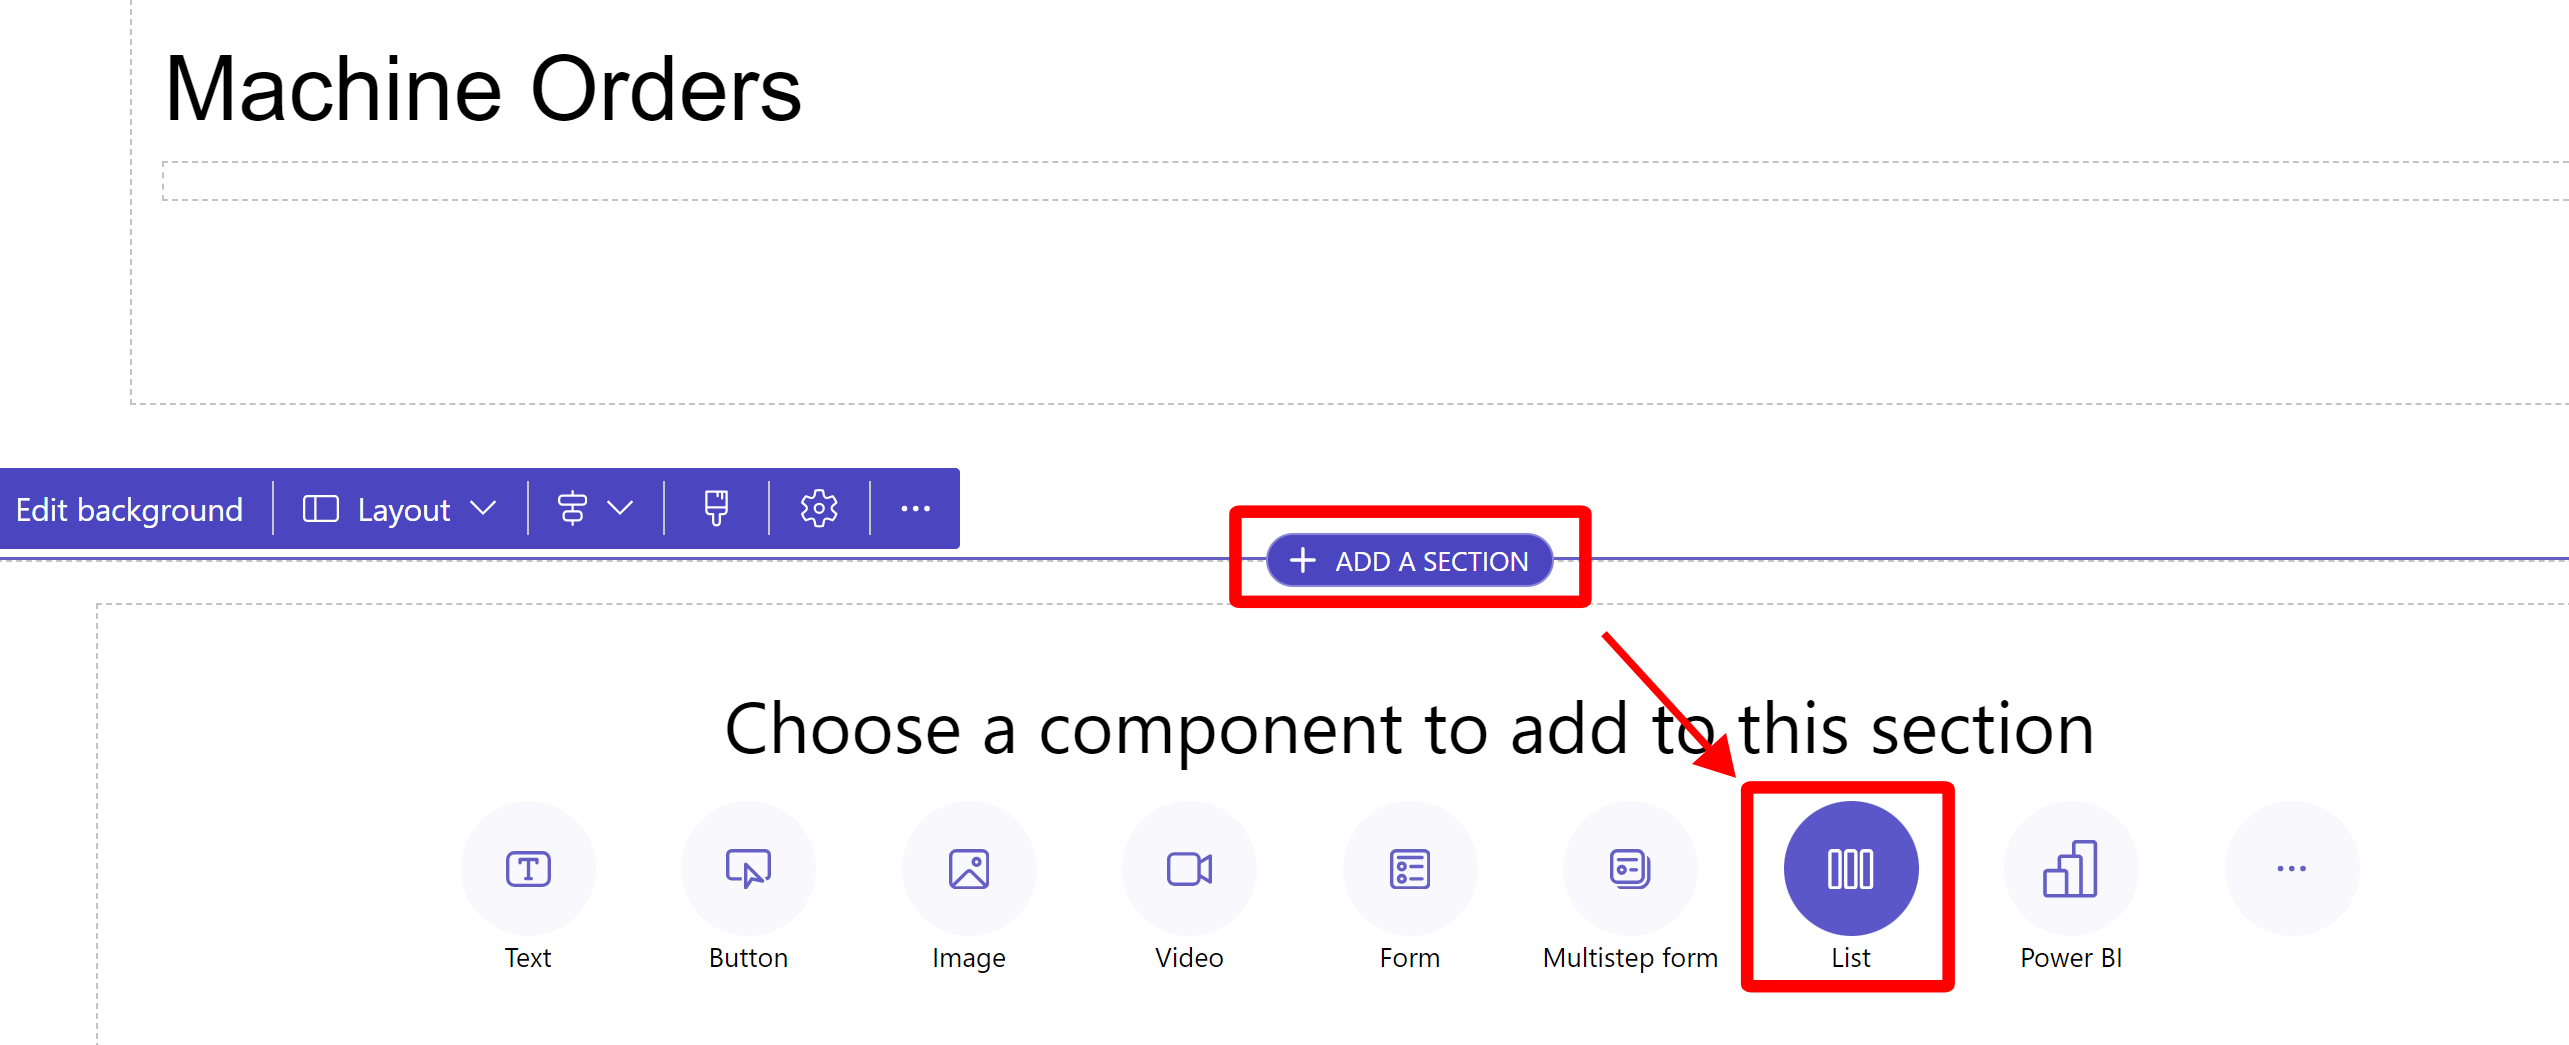 Machine Orders
Edit background Layout
ADD A SECTION
Choose a component to add to this section
Text Button Image Video Form Multistep form List Power BI